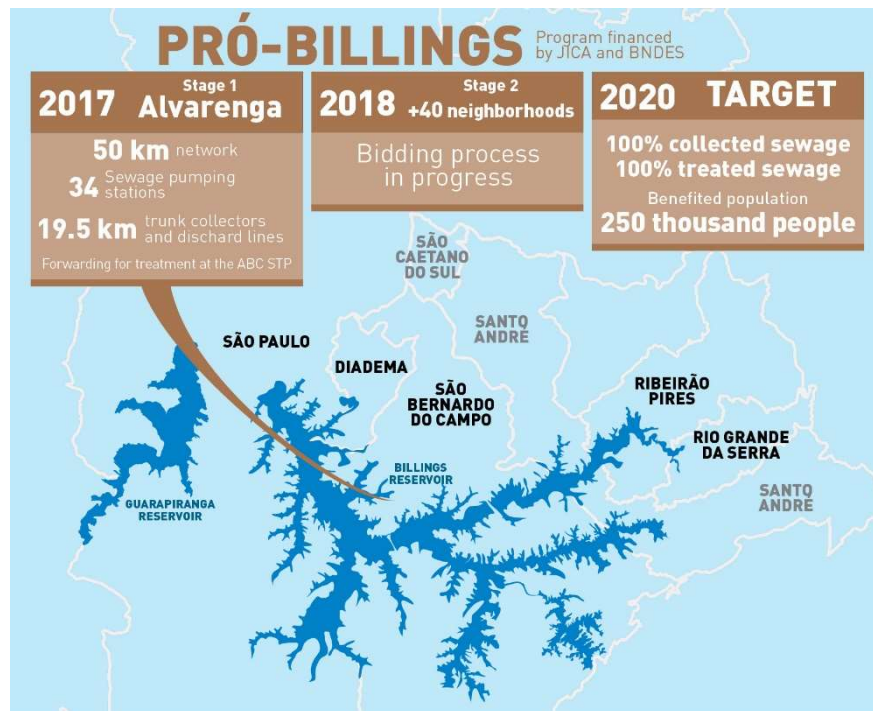 PRÓ-BILLINGS
Program financed
by JICA and BNDES
2017
Stage 1
Alvarenga
50 km network
34 Sewage pumping
stations
19.5 km trunk collectors
and dischard lines
Forwarding for treatment at the ABC STP
2018
Stage 2
+40 neighborhoods
Bidding process
in progress
2020 TARGET
100% collected sewage
100% treated sewage
Benefited population
250 thousand people
SÃO
CAETANO
DO SUL
SANTO
ANDRÉ
SÃO PAULO
DIADEMA
SÃO
BERNARDO
DO CAMPO
RIBEIRÃO
PIRES
RIO GRANDE
DA SERRA
BILLINGS
RESERVOIR
GUARAPIRANGA
RESERVOIR
SANTO
ANDRÉ